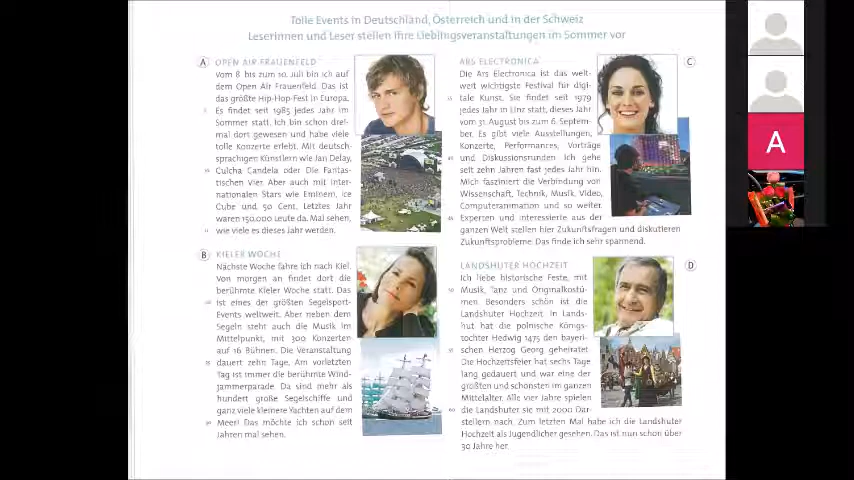 Tolle Events in Deutschland, Österreich und in der Schweiz
Leserinnen und Leser stellen ihre Lieblingsveranstaltungen im Sommer vor
A OPEN AIR FRAUENFELD
Vom 8. bis zum 10. Juli bin ich auf
dem Open Air Frauenfeld. Das ist
das größte Hip-Hop-Fest in Europa.
Es findet seit 1985 jedes Jahr im
Sommer statt. Ich bin schon drei-
mal dort gewesen und habe viele
tolle Konzerte erlebt. Mit deutsch-
sprachigen Künstlern wie Jan Delay,
Culcha Candela oder Die Fantas-
tischen Vier. Aber auch mit inter-
nationalen Stars wie Eminem, Ice
Cube und 50 Cent. Letztes Jahr
waren 150.000 Leute da. Mal sehen,
wie viele es dieses Jahr werden.
B KIELER WOCHE
Nächste Woche fahre ich nach Kiel.
Von morgen an findet dort die
berühmte Kieler Woche statt. Das
ist eines der größten Segelsport-
Events weltweit. Aber neben dem
Segeln steht auch die Musik im
Mittelpunkt, mit 300 Konzerten
auf 16 Bühnen. Die Veranstaltung
dauert zehn Tage. Am vorletzten
Tag ist immer die berühmte Wind-
jammerparade. Da sind mehr als
hundert große Segelschiffe und
ganz viele kleinere Yachten auf dem
Meer! Das möchte ich schon seit
Jahren mal sehen.
ARS ELECTRONICA C
Die Ars Electronica ist das welt-
weit wichtigste Festival für digi-
tale Kunst. Sie findet seit 1979
jedes Jahr in Linz statt, dieses Jahr
vom 31. August bis zum 6. Septem-
ber. Es gibt viele Ausstellungen,
Konzerte, Performances, Vorträge
und Diskussionsrunden. Ich gehe
seit zehn Jahren fast jedes Jahr hin.
Mich fasziniert die Verbindung von
Wissenschaft, Technik, Musik, Video,
Computeranimation und so weiter.
Experten und Interessierte aus der
ganzen Welt stellen hier Zukunftsfragen und diskutieren
Zukunftsprobleme. Das finde ich sehr spannend.
LANDSHUTER HOCHZEIT D
Ich liebe historische Feste, mit
Musik, Tanz und Originalkostü-
men. Besonders schön ist die
Landshuter Hochzeit. In Lands-
hut hat die polnische Königs-
tochter Hedwig 1475 den bayeri-
schen Herzog Georg geheiratet.
Die Hochzeitsfeier hat sechs Tage
lang gedauert und war eine der
größten und schönsten im ganzen
Mittelalter. Alle vier Jahre spielen
die Landshuter sie mit 2000 Dar-
stellern nach. Zum letzten Mal habe ich die Landshuter
Hochzeit als Jugendlicher gesehen. Das ist nun schon über
30 Jahre her.
A